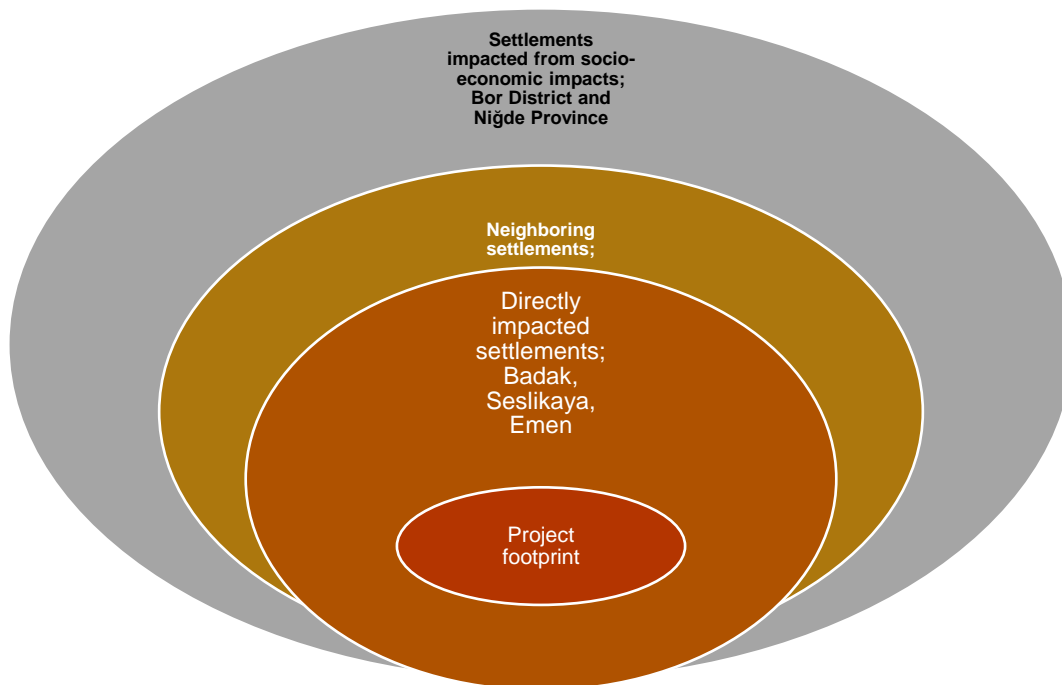 Settlements
impacted from socio-
economic impacts;
Bor District and
Niğde Province
Neighboring
settlements;
Directly
impacted
settlements;
Badak,
Seslikaya,
Emen
Project
footprint